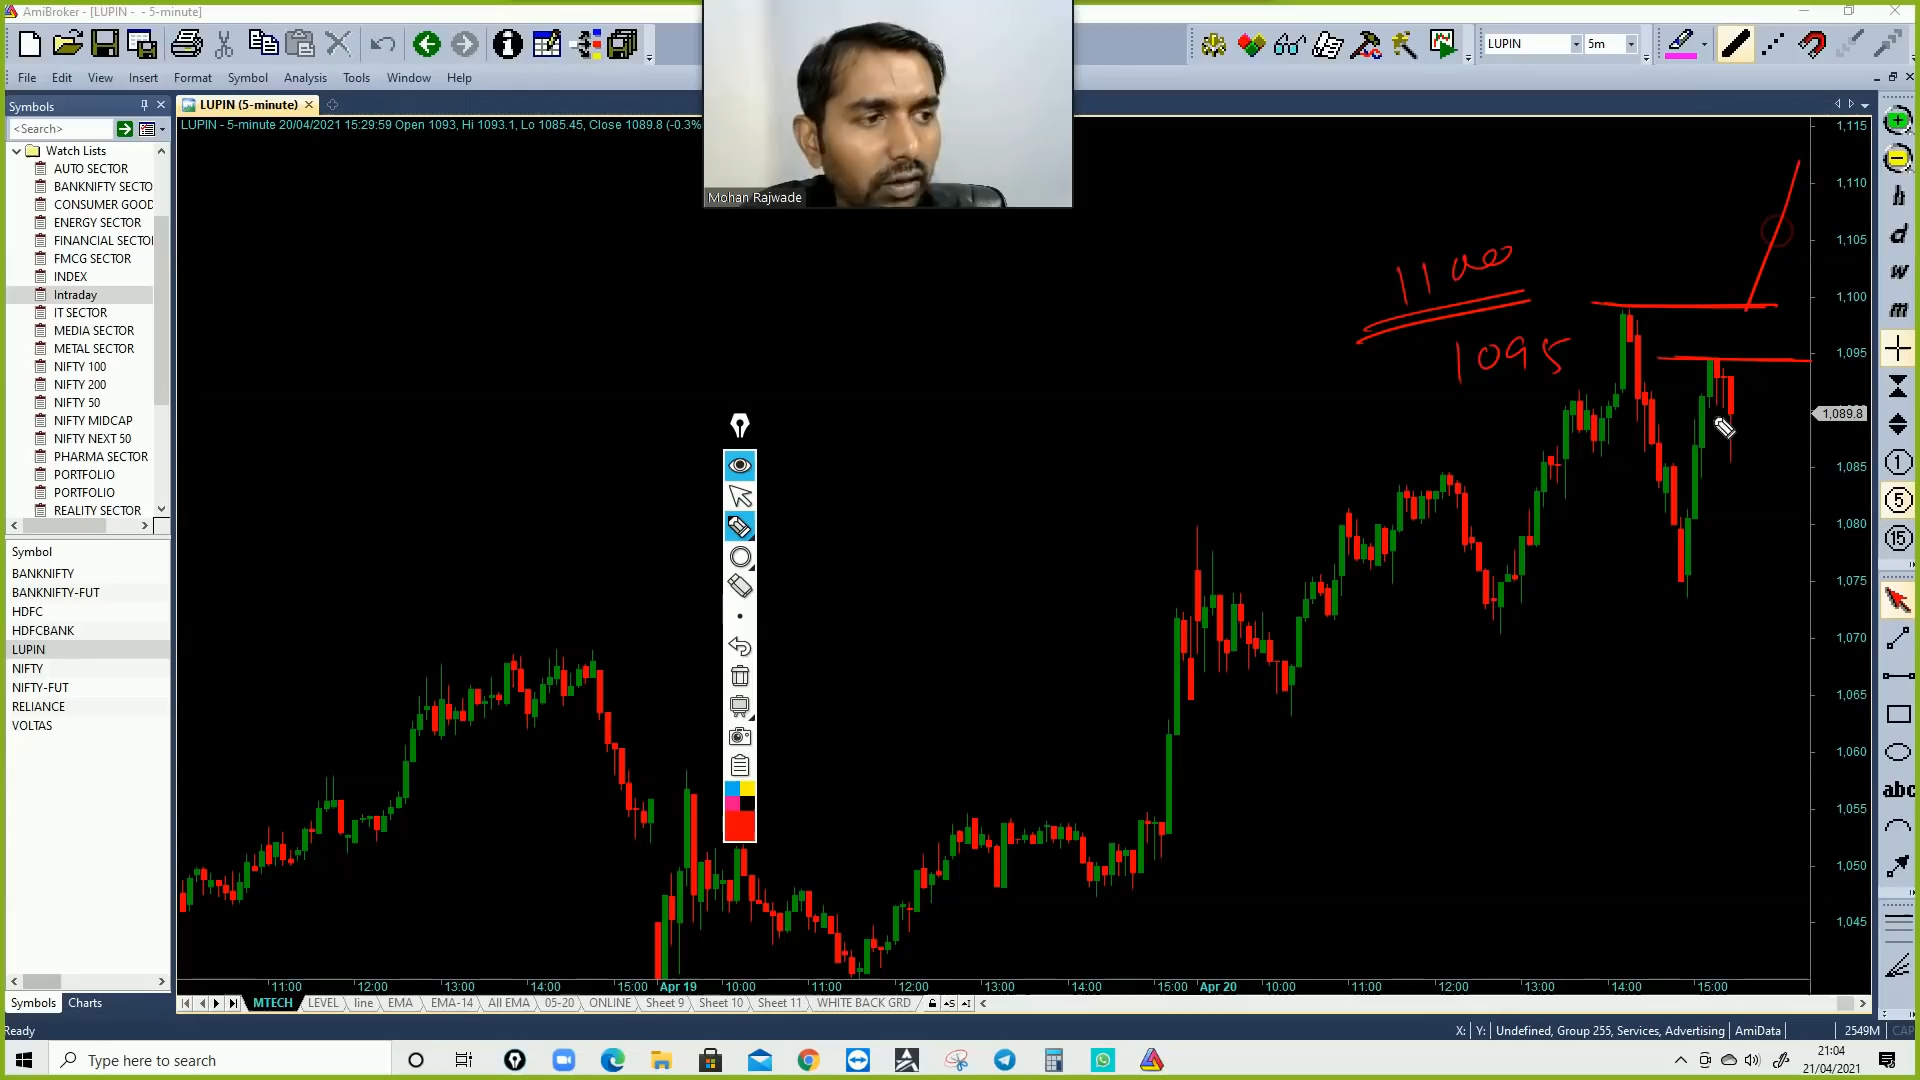 AmiBroker - [LUPIN - - 5-minute]
LUPIN
5m
File Edit View Insert Format Symbol Analysis Tools Window Help
Symbols
LUPIN (5-minute)
<Search>
LUPIN - 5-minute 20/04/2021 15:29:59 Open 1093, Hi 1093.1, Lo 1085.45, Close 1089.8 (-0.3%
Watch Lists
AUTO SECTOR
BANKNIFTY SECTO
CONSUMER GOOD
ENERGY SECTOR
FINANCIAL SECTO
FMCG SECTOR
INDEX
Intraday
IT SECTOR
MEDIA SECTOR
METAL SECTOR
NIFTY 100
NIFTY 200
NIFTY 50
NIFTY MIDCAP
NIFTY NEXT 50
PHARMA SECTOR
PORTFOLIO
PORTFOLIO
REALITY SECTOR
Symbol
BANKNIFTY
BANKNIFTY-FUT
HDFC
HDFCBANK
LUPIN
NIFTY
NIFTY-FUT
RELIANCE
VOLTAS
Symbols Charts
Mohan Rajwade
1100
1095
1,115
1,110
1,105
1,100
1,095
1,089.8
1,085
1,080
1,075
1,070
1,065
1,060
1,055
1,050
1,045
h
d
w
m
1
5
15
abc
11:00 12:00 13:00 14:00 15:00 Apr 19 10:00 11:00 12:00 13:00 14:00 15:00 Apr 20 10:00 11:00 12:00 13:00 14:00 15:00
MTECH LEVEL line EMA EMA-14 All EMA 05-20 ONLINE Sheet 9 Sheet 10 Sheet 11 WHITE BACK GRD
Ready
X: Y: Undefined, Group 255, Services, Advertising AmiData 2549M CAP
Type here to search
21:04
21/04/2021